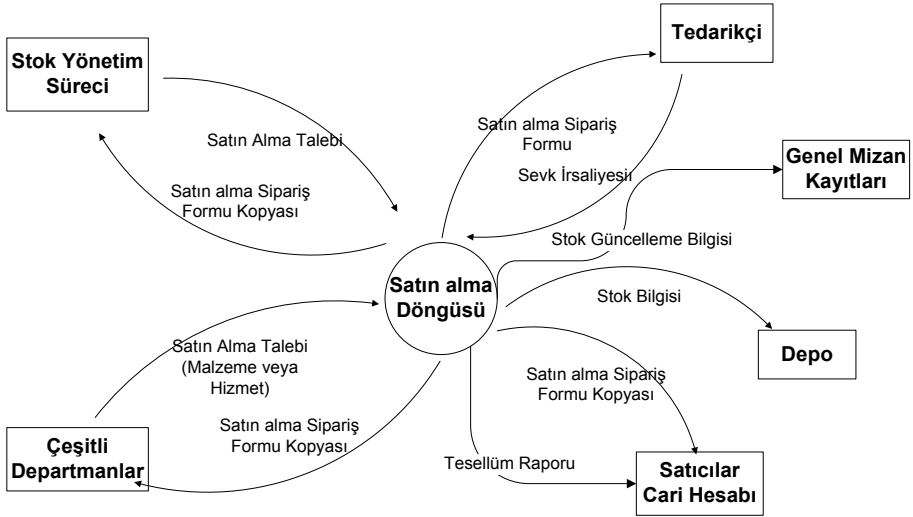 Stok Yönetim
Süreci
Tedarikçi
Satın Alma Talebi
Satın alma Sipariş
Formu
Sevk İrsaliyesii
Genel Mizan
Kayıtları
Satın alma Sipariş
Formu Kopyası
Stok Güncelleme Bilgisi
Satın alma
Döngüsü
Stok Bilgisi
Depo
Satın Alma Talebi
(Malzeme veya
Hizmet)
Satın alma Sipariş
Formu Kopyası
Satın alma Sipariş
Formu Kopyası
Çeşitli
Departmanlar
Tesellüm Raporu
Satıcılar
Cari Hesabı